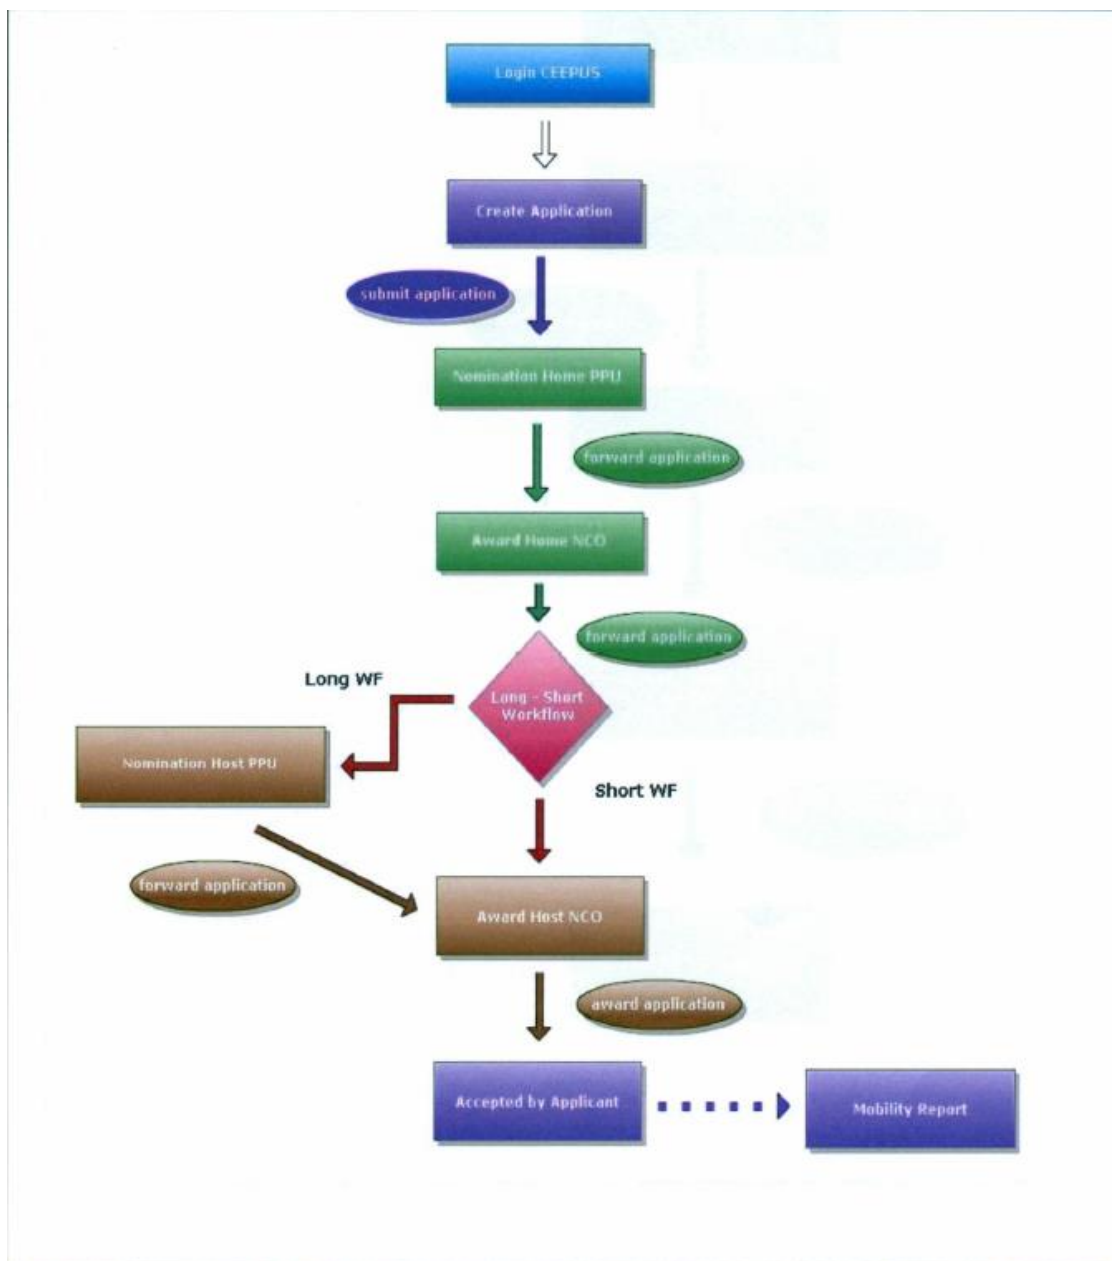 Login CEEPUS
Create Application
submit application
Nomination Home PPU
forward application
Award Home NCO
forward application
Long - Short
Workflow
Long WF
Nomination Host PPU
Short WF
forward application
Award Host NCO
award application
Accepted by Applicant
Mobility Report